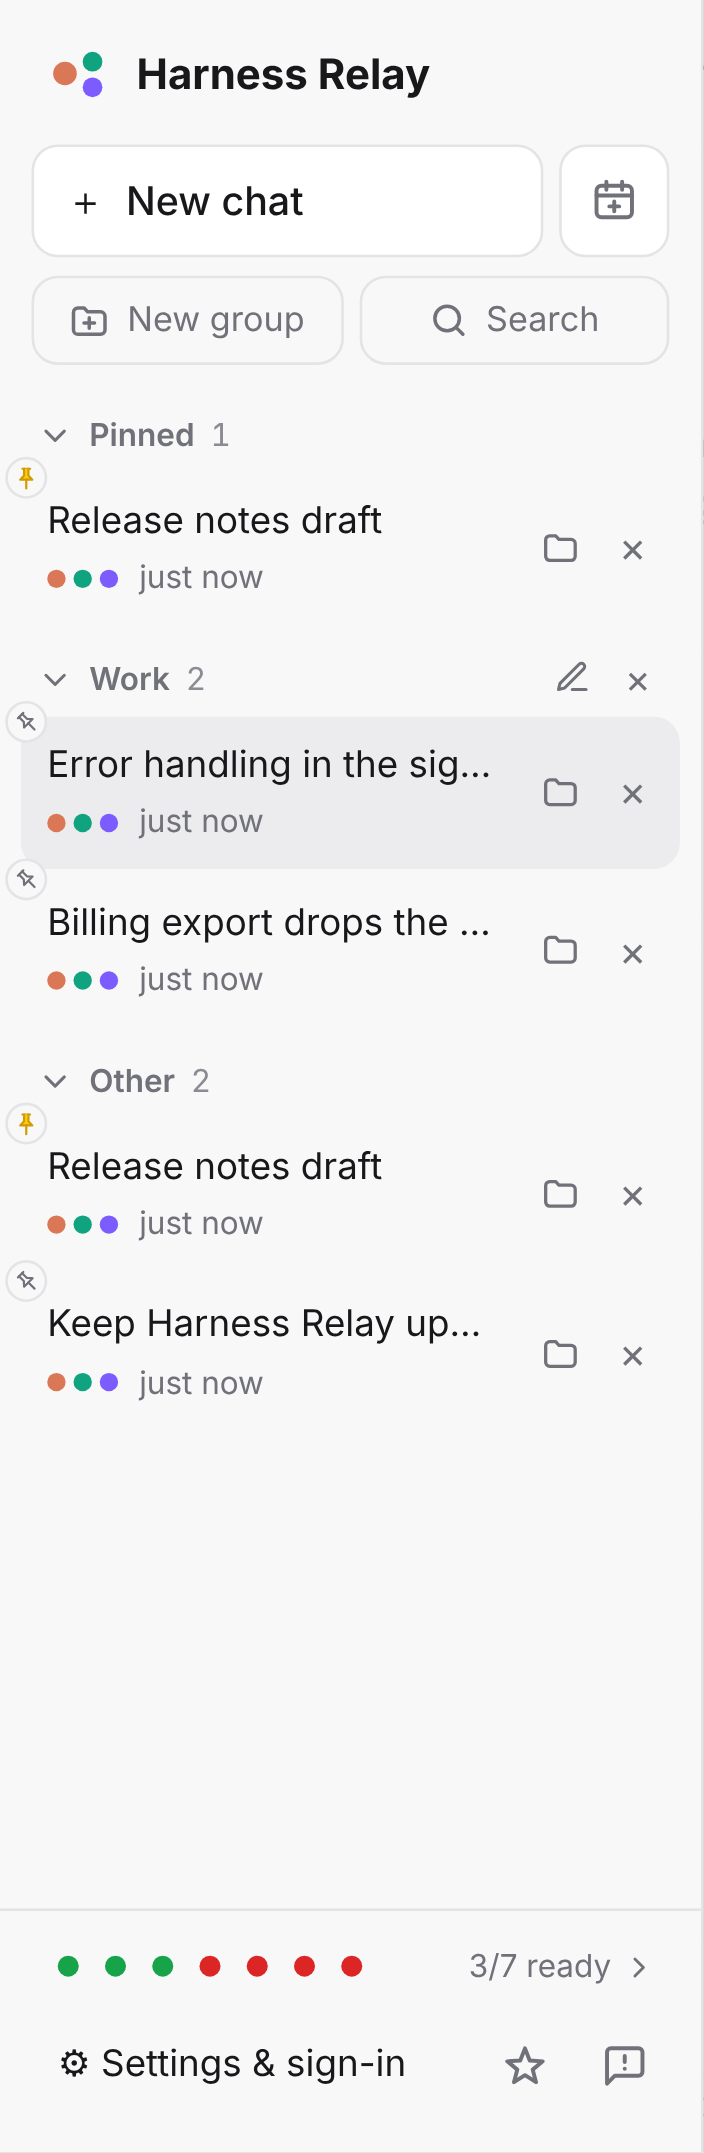 Harness Relay
+ New chat
New group
Search
Pinned 1
Release notes draft
just now
Work 2
Error handling in the sig...
just now
Billing export drops the ...
just now
Other 2
Release notes draft
just now
Keep Harness Relay up...
just now
3/7 ready
Settings & sign-in